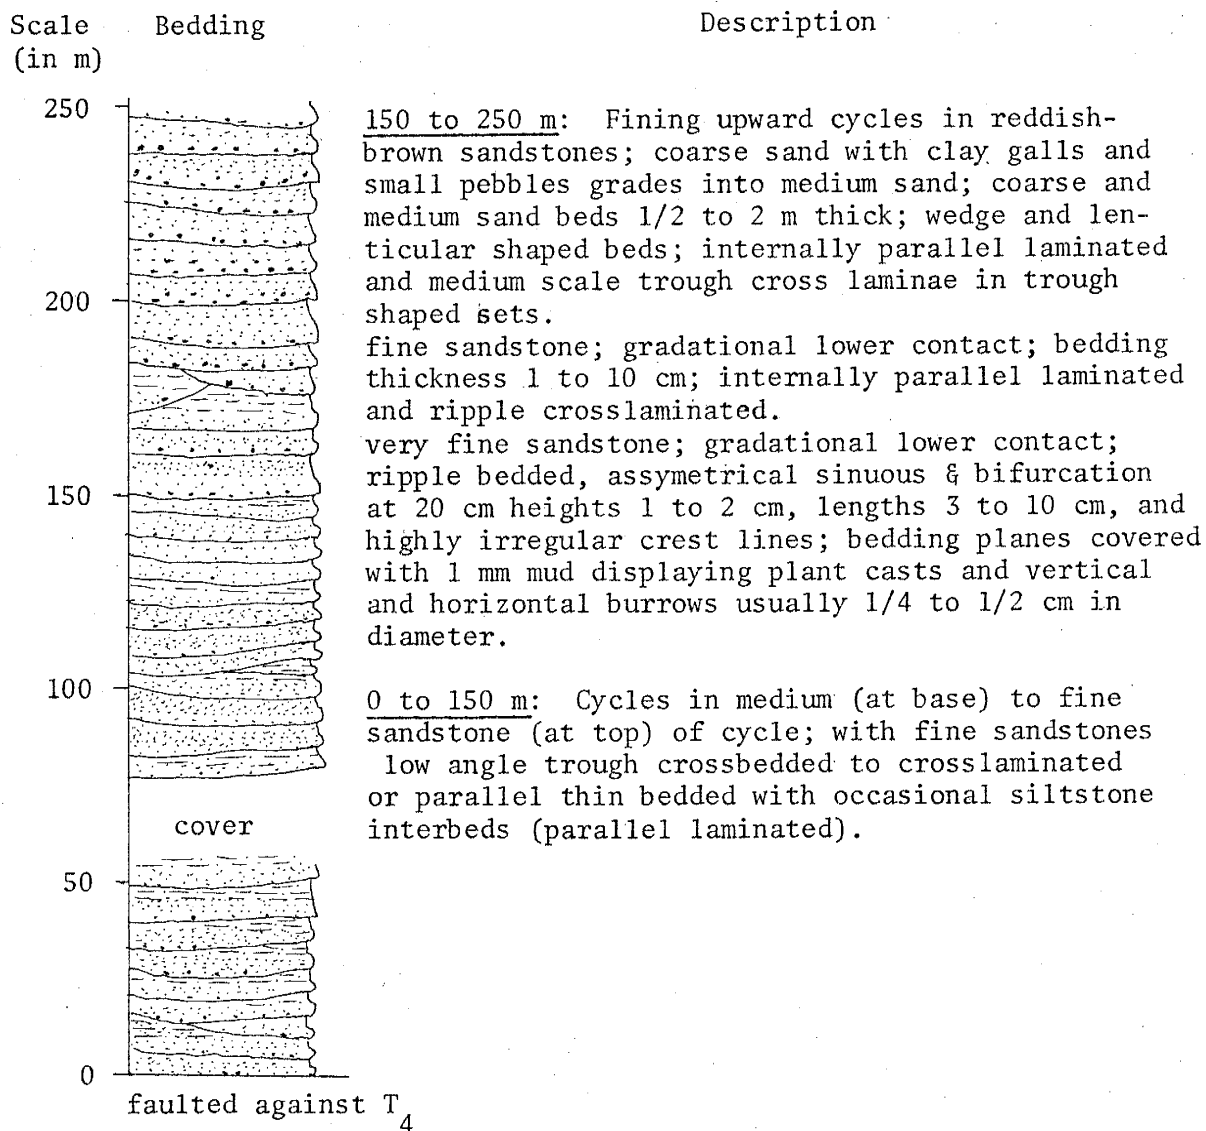 Scale Bedding Description
(in m)
250
200
150
100
50
0
150 to 250 m: Fining upward cycles in reddish-
brown sandstones; coarse sand with clay galls and
small pebbles grades into medium sand; coarse and
medium sand beds 1/2 to 2 m thick; wedge and len-
ticular shaped beds; internally parallel laminated
and medium scale trough cross laminae in trough
shaped sets.
fine sandstone; gradational lower contact; bedding
thickness 1 to 10 cm; internally parallel laminated
and ripple crosslaminated.
very fine sandstone; gradational lower contact;
ripple bedded, assymetrical sinuous & bifurcation
at 20 cm heights 1 to 2 cm, lengths 3 to 10 cm, and
highly irregular crest lines; bedding planes covered
with 1 mm mud displaying plant casts and vertical
and horizontal burrows usually 1/4 to 1/2 cm in
diameter.
0 to 150 m: Cycles in medium (at base) to fine
sandstone (at top) of cycle; with fine sandstones
low angle trough crossbedded to crosslaminated
or parallel thin bedded with occasional siltstone
interbeds (parallel laminated).
cover
faulted against T4